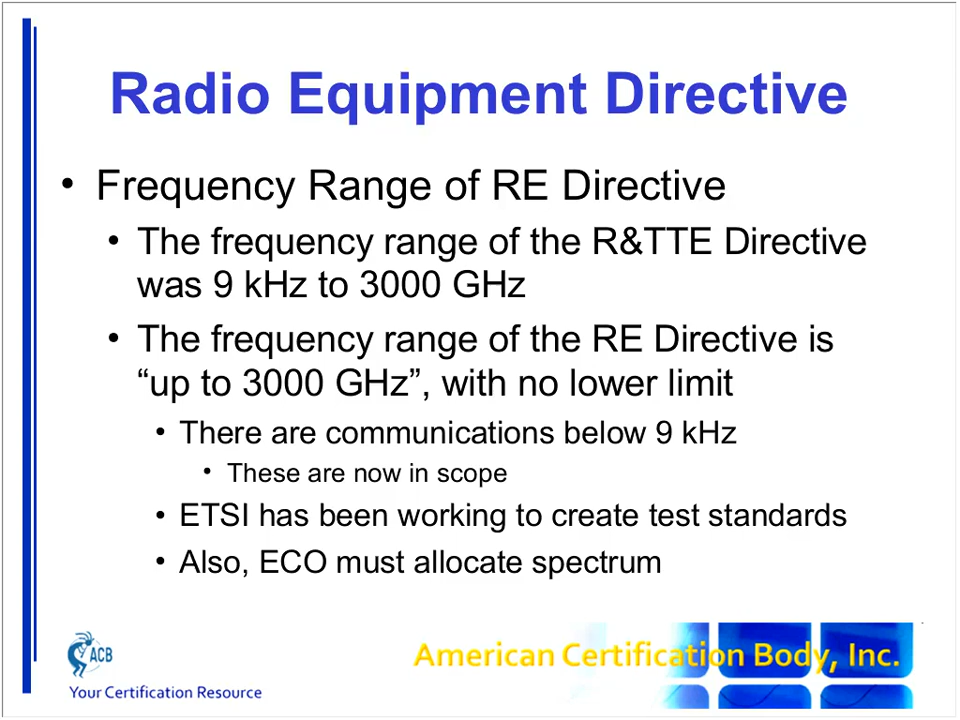 Radio Equipment Directive
• Frequency Range of RE Directive
• The frequency range of the R&TTE Directive
was 9 kHz to 3000 GHz
• The frequency range of the RE Directive is
“up to 3000 GHz”, with no lower limit
• There are communications below 9 kHz
• These are now in scope
• ETSI has been working to create test standards
• Also, ECO must allocate spectrum
ACB
American Certification Body, Inc.
Your Certification Resource